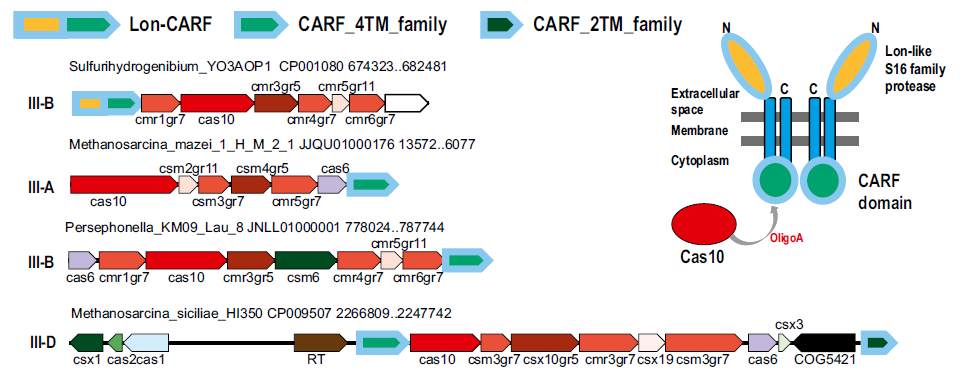 Lon-CARF CARF_4TM_family CARF_2TM_family
Sulfurihydrogenibium_YO3AOP1 CP001080 674323..682481
cmr3gr5 cmr5gr11
III-B
cmr1gr7 cas10 cmr4gr7 cmr6gr7
Methanosarcina_mazei_1_H_M_2_1 JJQU01000176 13572..6077
csm2gr11 csm4gr5 cas6
III-A
cas10 csm3gr7 cmr5gr7
Persephonella_KM09_Lau_8 JNLL01000001 778024..787744
cmr5gr11
III-B
cas6 cmr1gr7 cas10 cmr3gr5 csm6 cmr4gr7 cmr6gr7
Methanosarcina_siciliae_HI350 CP009507 2266809..2247742
csx3
III-D
csx1 cas2cas1 RT cas10 csm3gr7 csx10gr5 cmr3gr7 csx19 csm3gr7 cas6 COG5421
N N
Lon-like
S16 family
protease
Extracellular
space
C C
Membrane
Cytoplasm
CARF
domain
OligoA
Cas10